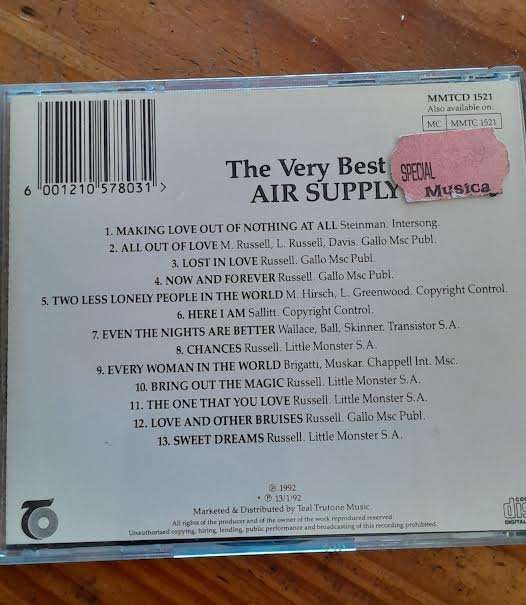 MMTCD 1521
Also available on:
MC MMTC 1521
6 001210 578031 >
The Very Best
SPECIAL
AIR SUPPLY
Musica
1. MAKING LOVE OUT OF NOTHING AT ALL Steinman. Intersong.
2. ALL OUT OF LOVE M. Russell, L. Russell, Davis. Gallo Msc Publ.
3. LOST IN LOVE Russell. Gallo Msc Publ.
4. NOW AND FOREVER Russell. Gallo Msc Publ.
5. TWO LESS LONELY PEOPLE IN THE WORLD M. Hirsch, L. Greenwood. Copyright Control.
6. HERE I AM Sallitt. Copyright Control.
7. EVEN THE NIGHTS ARE BETTER Wallace, Ball, Skinner. Transistor S.A.
8. CHANCES Russell. Little Monster S.A.
9. EVERY WOMAN IN THE WORLD Brigatti, Muskar. Chappell Int. Msc.
10. BRING OUT THE MAGIC Russell. Little Monster S.A.
11. THE ONE THAT YOU LOVE Russell. Little Monster S.A.
12. LOVE AND OTHER BRUISES Russell. Gallo Msc Publ.
13. SWEET DREAMS Russell. Little Monster S.A.
℗ 1992
• ℗ 13/1/92
Marketed & Distributed by Teal Trutone Music.
All rights of the producer and of the owner of the work reproduced reserved.
Unauthorised copying, hiring, lending, public performance and broadcasting of this recording prohibited.